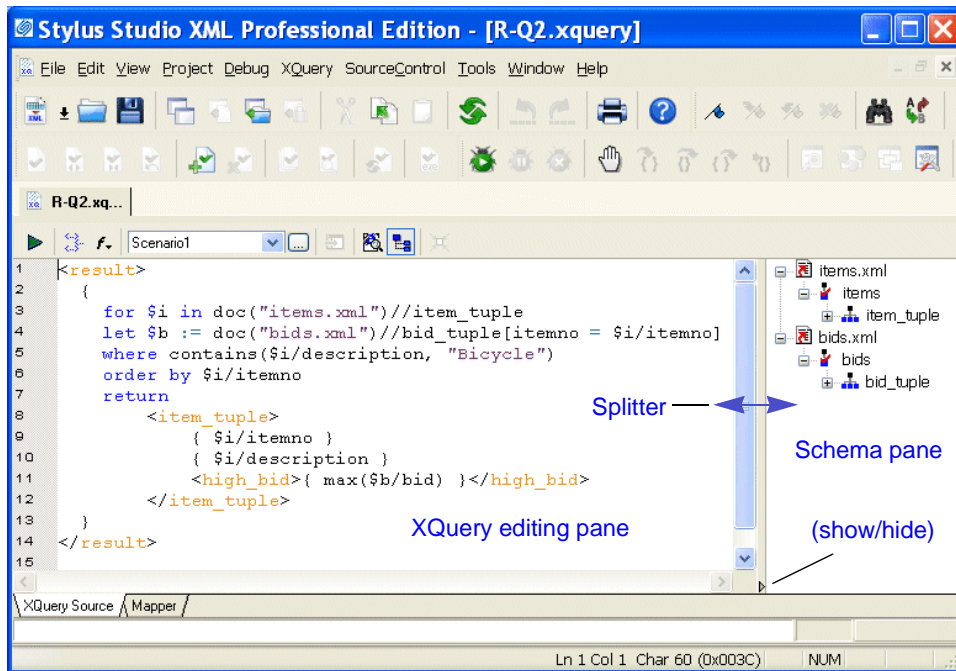 Stylus Studio XML Professional Edition - [R-Q2.xquery]
File Edit View Project Debug XQuery SourceControl Tools Window Help
R-Q2.xq...
Scenario1
1 <result>
2 {
3 for $i in doc("items.xml")//item_tuple
4 let $b := doc("bids.xml")//bid_tuple[itemno = $i/itemno]
5 where contains($i/description, "Bicycle")
6 order by $i/itemno
7 return
8 <item_tuple>
9 { $i/itemno }
10 { $i/description }
11 <high_bid>{ max($b/bid) }</high_bid>
12 </item_tuple>
13 }
14 </result>
15
items.xml
items
item_tuple
bids.xml
bids
bid_tuple
Splitter
Schema pane
XQuery editing pane
(show/hide)
XQuery Source Mapper
Ln 1 Col 1 Char 60 (0x003C) NUM